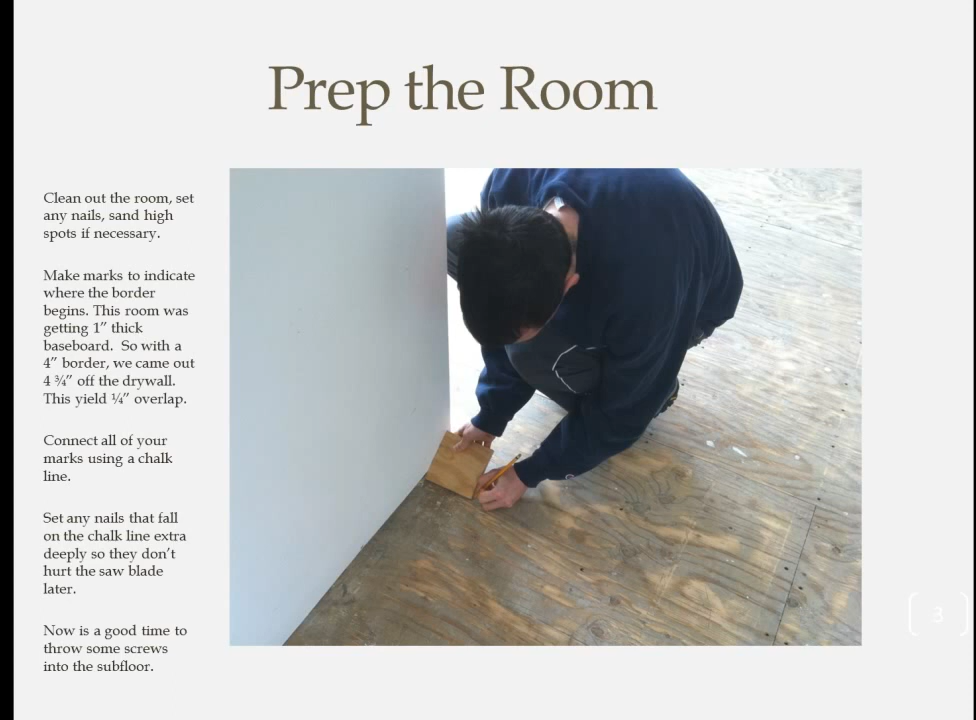 Prep the Room
Clean out the room, set
any nails, sand high
spots if necessary.
Make marks to indicate
where the border
begins. This room was
getting 1” thick
baseboard.  So with a
4” border, we came out
4 ¾” off the drywall.
This yield ¼” overlap.
Connect all of your
marks using a chalk
line.
Set any nails that fall
on the chalk line extra
deeply so they don’t
hurt the saw blade
later.
Now is a good time to
throw some screws
into the subfloor.
3